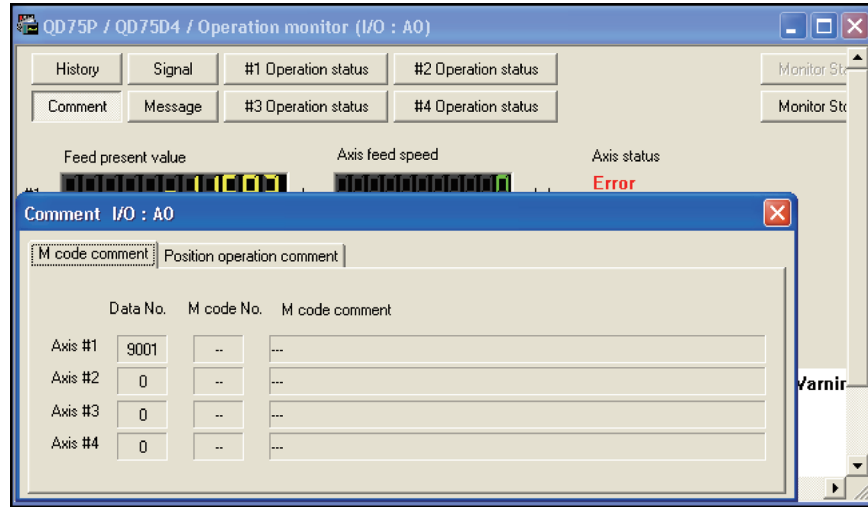 QD75P / QD75D4 / Operation monitor (I/O : A0)
History Signal #1 Operation status #2 Operation status Monitor
Comment Message #3 Operation status #4 Operation status Monitor
Feed present value Axis feed speed Axis status
Error
Comment I/O : A0
M code comment Position operation comment
Data No. M code No. M code comment
Axis #1 9001 -- ---
Axis #2 0 -- ---
Axis #3 0 -- ---
Axis #4 0 -- ---